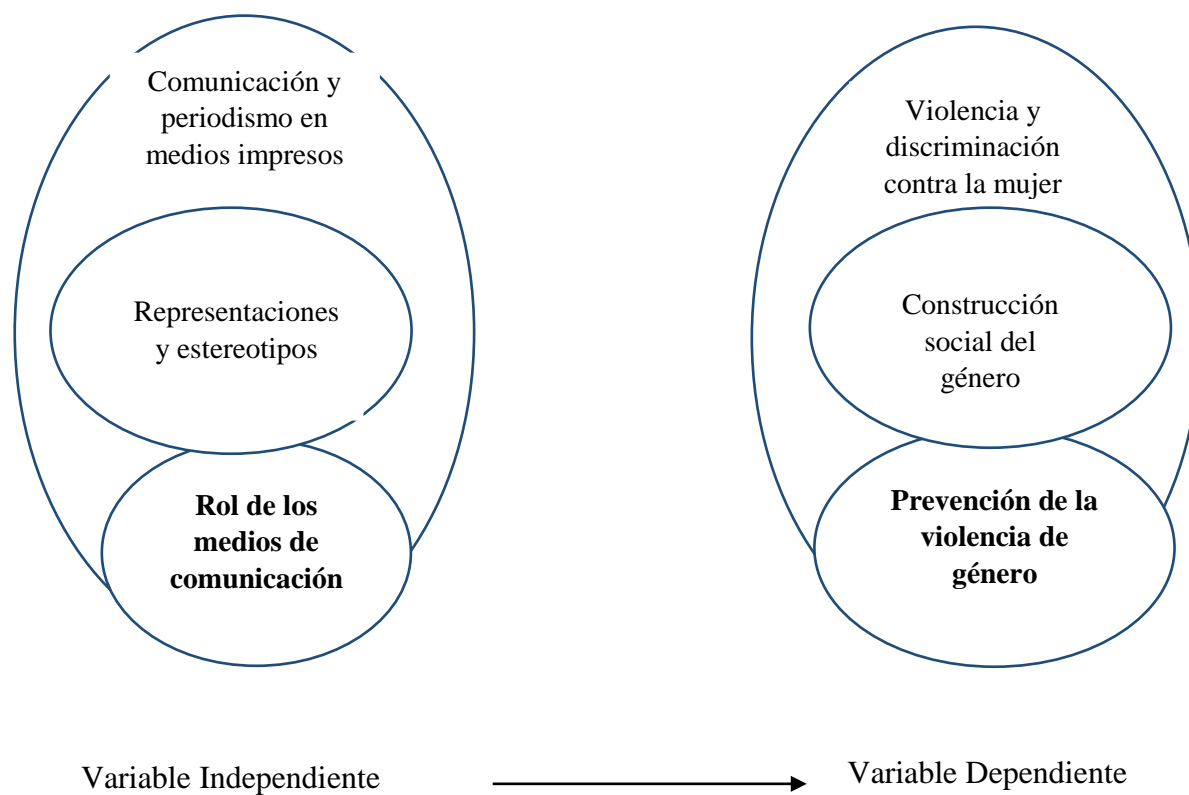 Comunicación y
periodismo en
medios impresos
Representaciones
y estereotipos
Rol de los
medios de
comunicación
Variable Independiente
Violencia y
discriminación
contra la mujer
Construcción
social del
género
Prevención de la
violencia de
género
Variable Dependiente